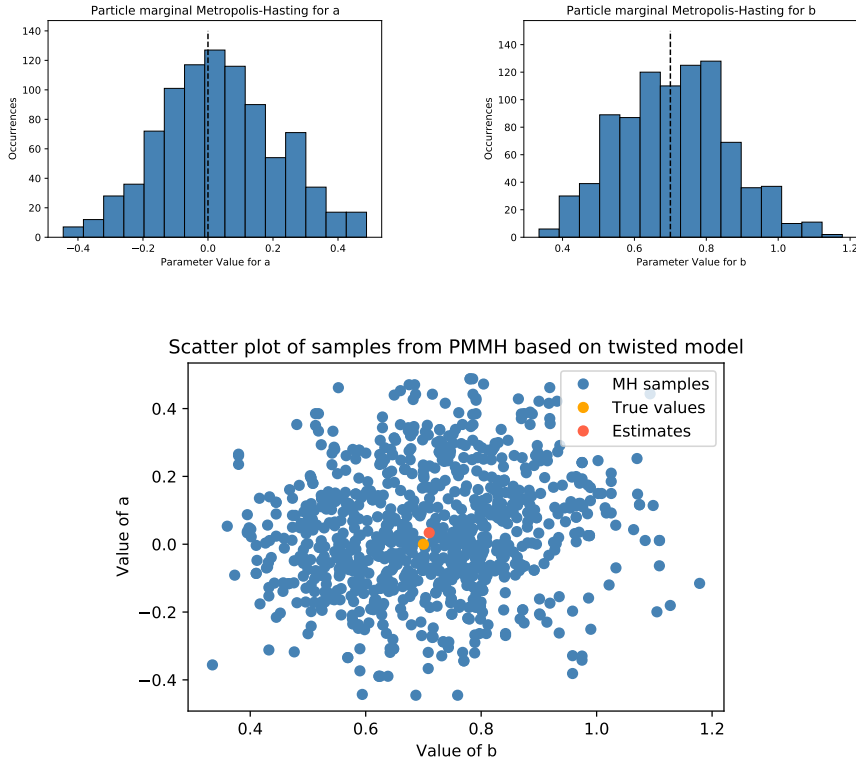 Particle marginal Metropolis-Hasting for a
140
120
100
80
60
40
20
0
Occurrences
−0.4 −0.2 0.0 0.2 0.4
Parameter Value for a
Particle marginal Metropolis-Hasting for b
140
120
100
80
60
40
20
0
Occurrences
0.4 0.6 0.8 1.0 1.2
Parameter Value for b
Scatter plot of samples from PMMH based on twisted model
MH samples
True values
Estimates
0.4
0.2
0.0
−0.2
−0.4
Value of a
0.4 0.6 0.8 1.0 1.2
Value of b